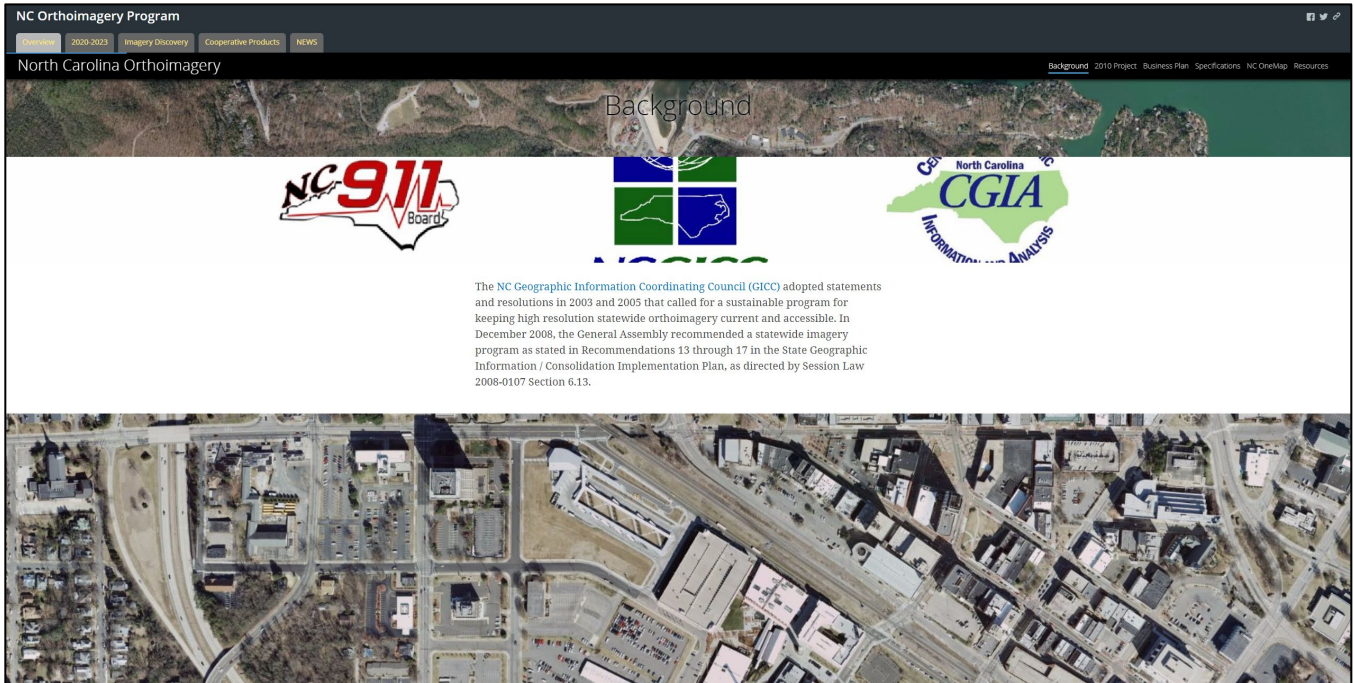 NC Orthoimagery Program
Overview 2020-2023 Imagery Discovery Cooperative Products NEWS
North Carolina Orthoimagery
Background 2010 Project Business Plan Specifications NC OneMap Resources
Background
NC 911
Board
North Carolina
CGIA
INFORMATION AND ANALYSIS
The NC Geographic Information Coordinating Council (GICC) adopted statements
and resolutions in 2003 and 2005 that called for a sustainable program for
keeping high resolution statewide orthoimagery current and accessible. In
December 2008, the General Assembly recommended a statewide imagery
program as stated in Recommendations 13 through 17 in the State Geographic
Information / Consolidation Implementation Plan, as directed by Session Law
2008-0107 Section 6.13.